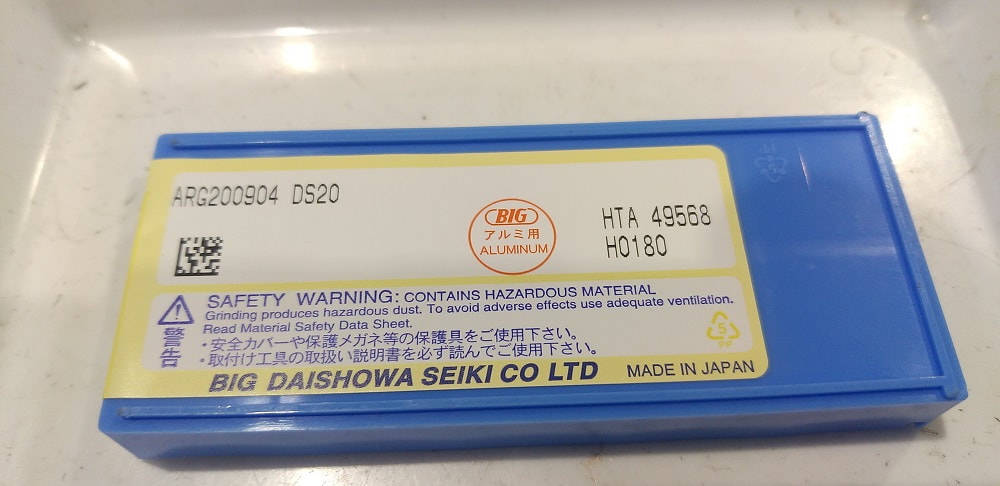 ARG200904 DS20
BIG
アルミ用
ALUMINUM
HTA 49568
H0180
警告
SAFETY WARNING: CONTAINS HAZARDOUS MATERIAL
Grinding produces hazardous dust. To avoid adverse effects use adequate ventilation.
Read Material Safety Data Sheet.
・安全カバーや保護メガネ等の保護具をご使用下さい。
・取付け工具の取扱い説明書を必ず読んでご使用下さい。
5
PP
BIG DAISHOWA SEIKI CO LTD
MADE IN JAPAN